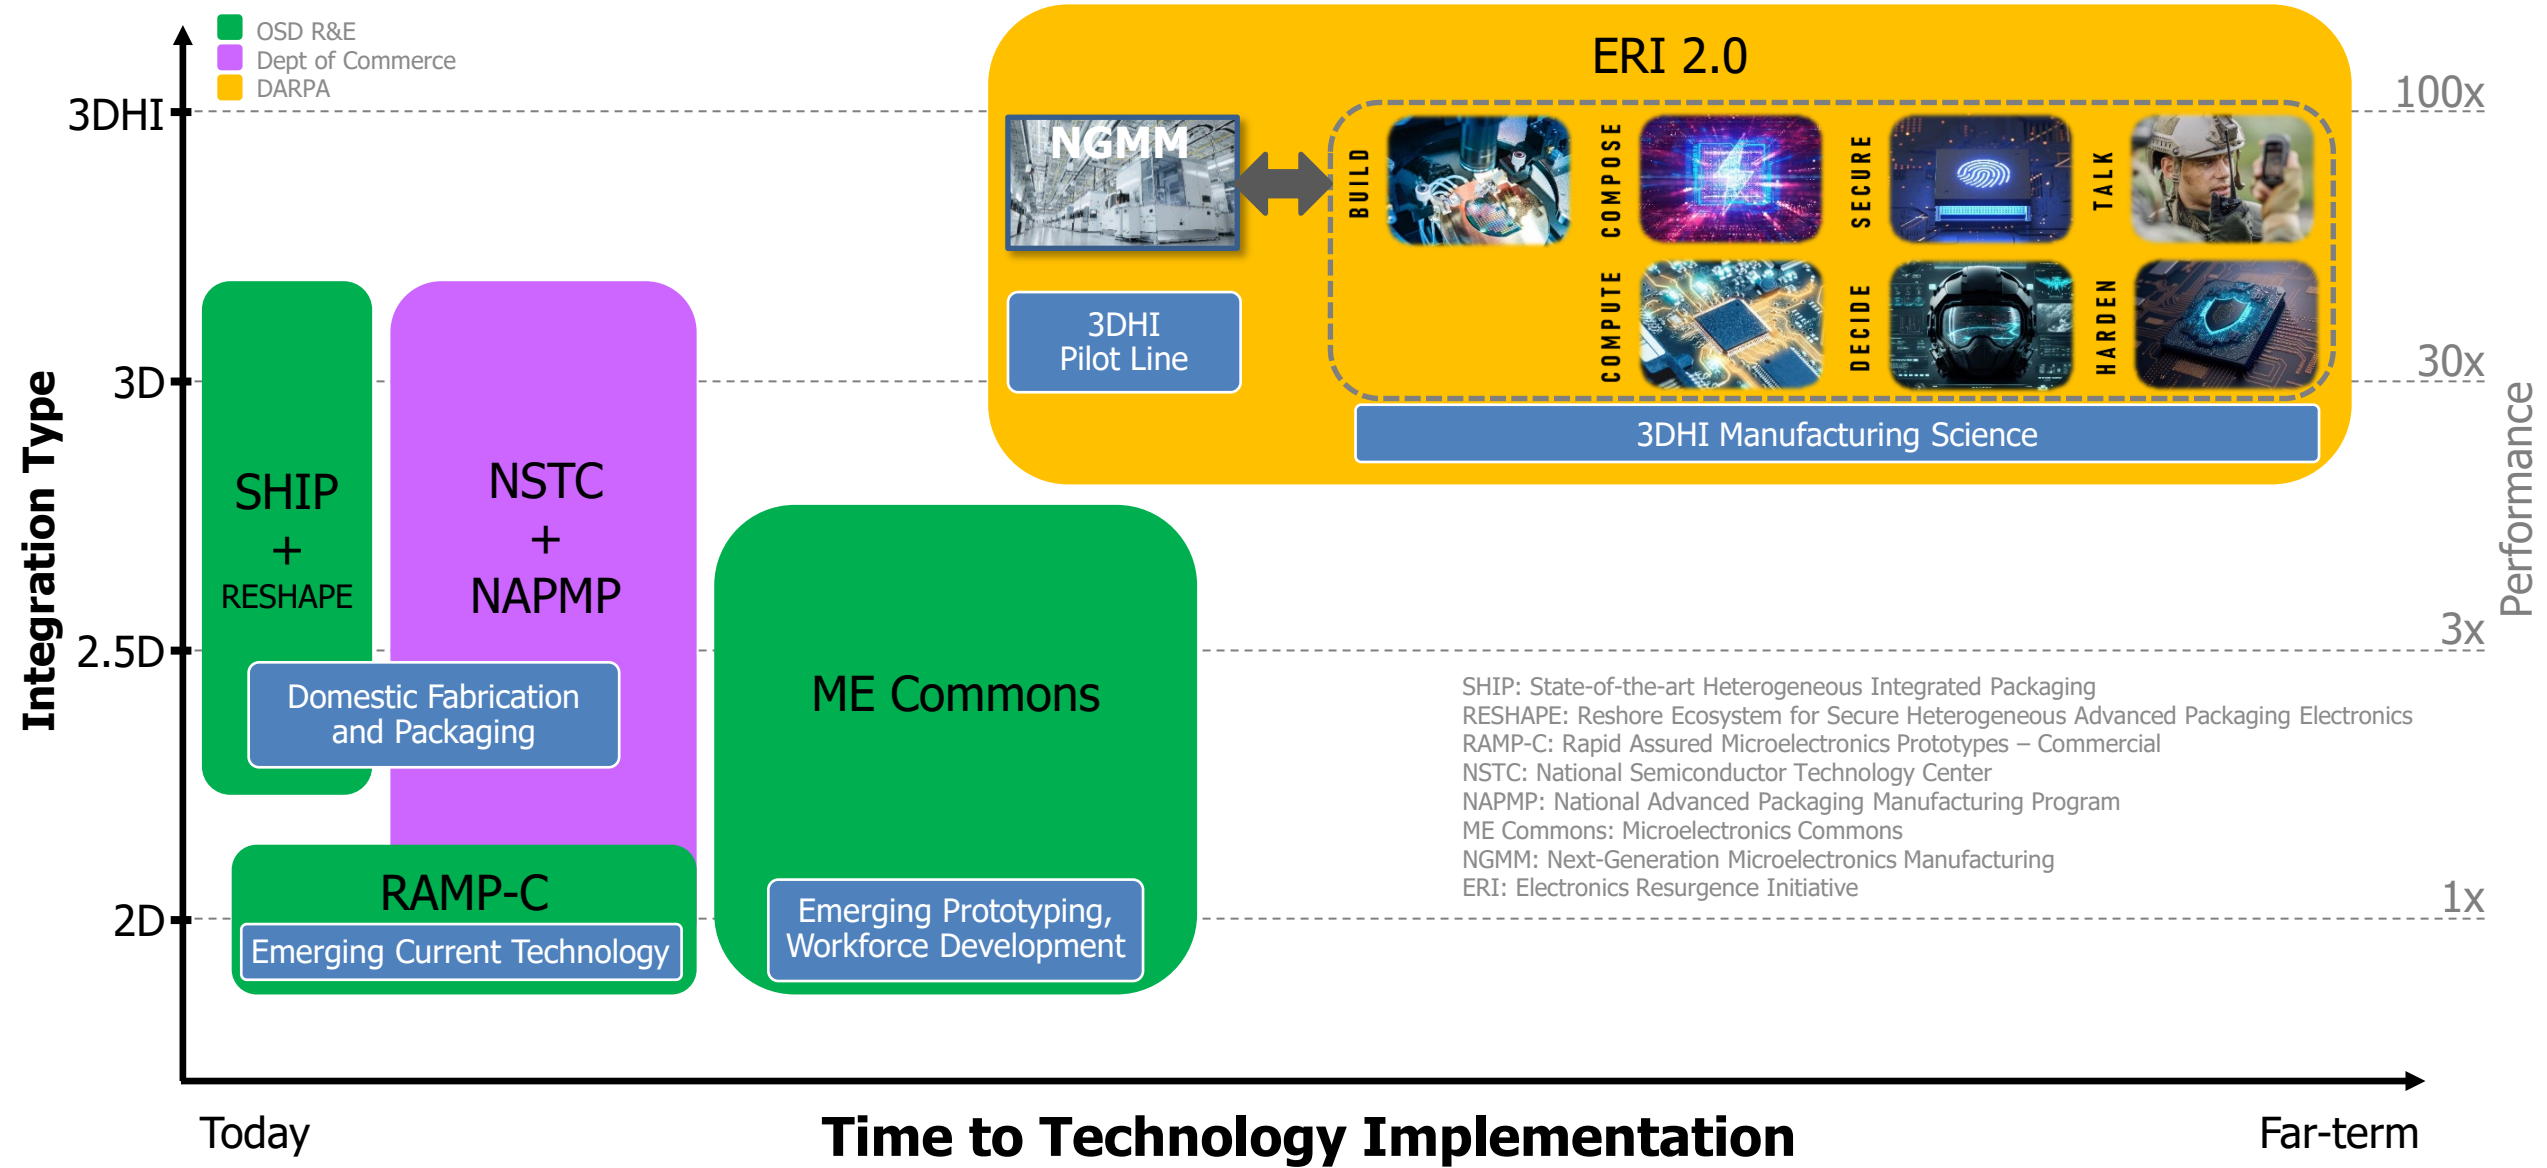 OSD R&E
Dept of Commerce
DARPA
ERI 2.0
3DHI
100x
NGMM
BUILD
COMPOSE
SECURE
TALK
COMPUTE
DECIDE
HARDEN
3DHI
Pilot Line
3D
30x
3DHI Manufacturing Science
Integration Type
Performance
SHIP
+
RESHAPE
NSTC
+
NAPMP
2.5D
3x
Domestic Fabrication
and Packaging
ME Commons
SHIP: State-of-the-art Heterogeneous Integrated Packaging
RESHAPE: Reshore Ecosystem for Secure Heterogeneous Advanced Packaging Electronics
RAMP-C: Rapid Assured Microelectronics Prototypes – Commercial
NSTC: National Semiconductor Technology Center
NAPMP: National Advanced Packaging Manufacturing Program
ME Commons: Microelectronics Commons
NGMM: Next-Generation Microelectronics Manufacturing
ERI: Electronics Resurgence Initiative
RAMP-C
2D
1x
Emerging Current Technology
Emerging Prototyping,
Workforce Development
Today
Time to Technology Implementation
Far-term